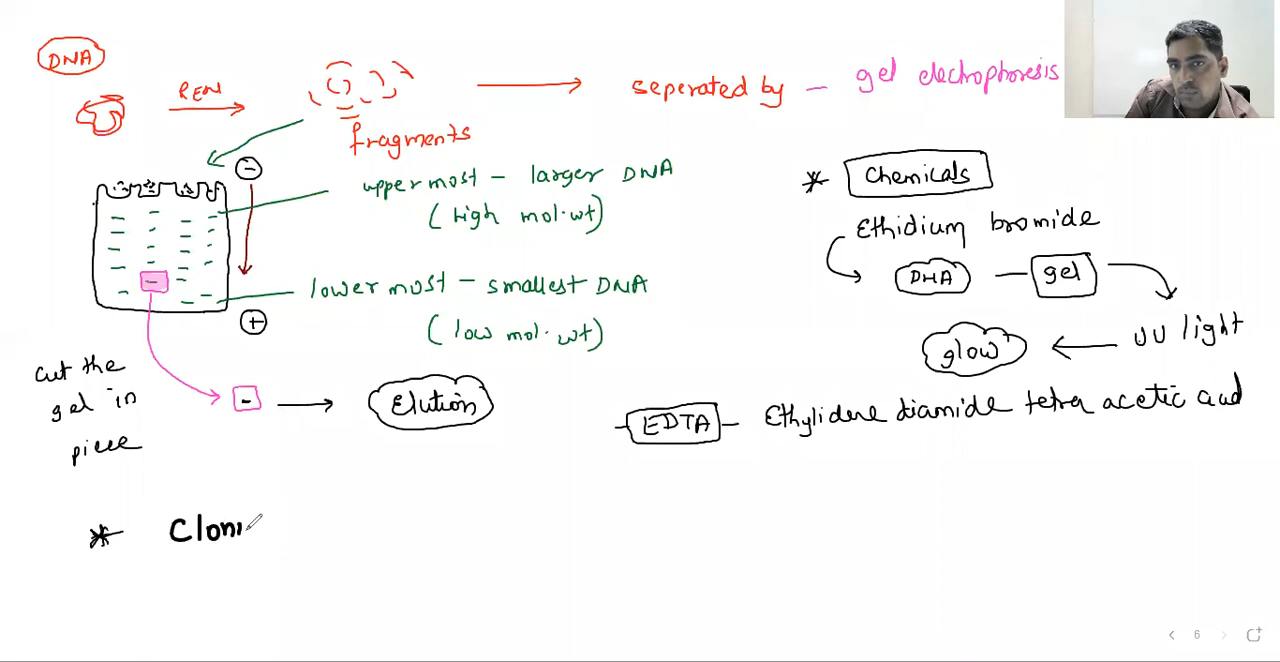 DNA
REN
fragments
seperated by - gel electrophoresis
uppermost - larger DNA
(high mol.wt)
lower most - smallest DNA
(low mol.wt)
cut the
gel in
piece
Elution
* Chemicals
Ethidium bromide
DNA - gel
UV light
glow
EDTA - Ethylidene diamide tetra acetic acid
* Cloni
6